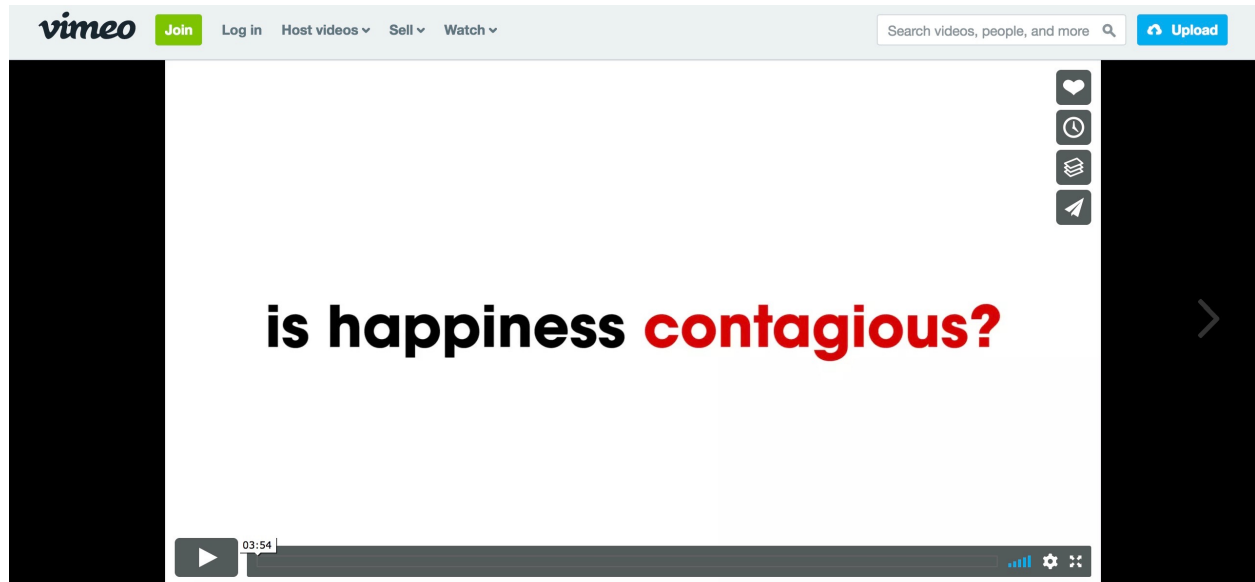 vimeo Join Log in Host videos Sell Watch Search videos, people, and more Upload
is happiness contagious?
03:54